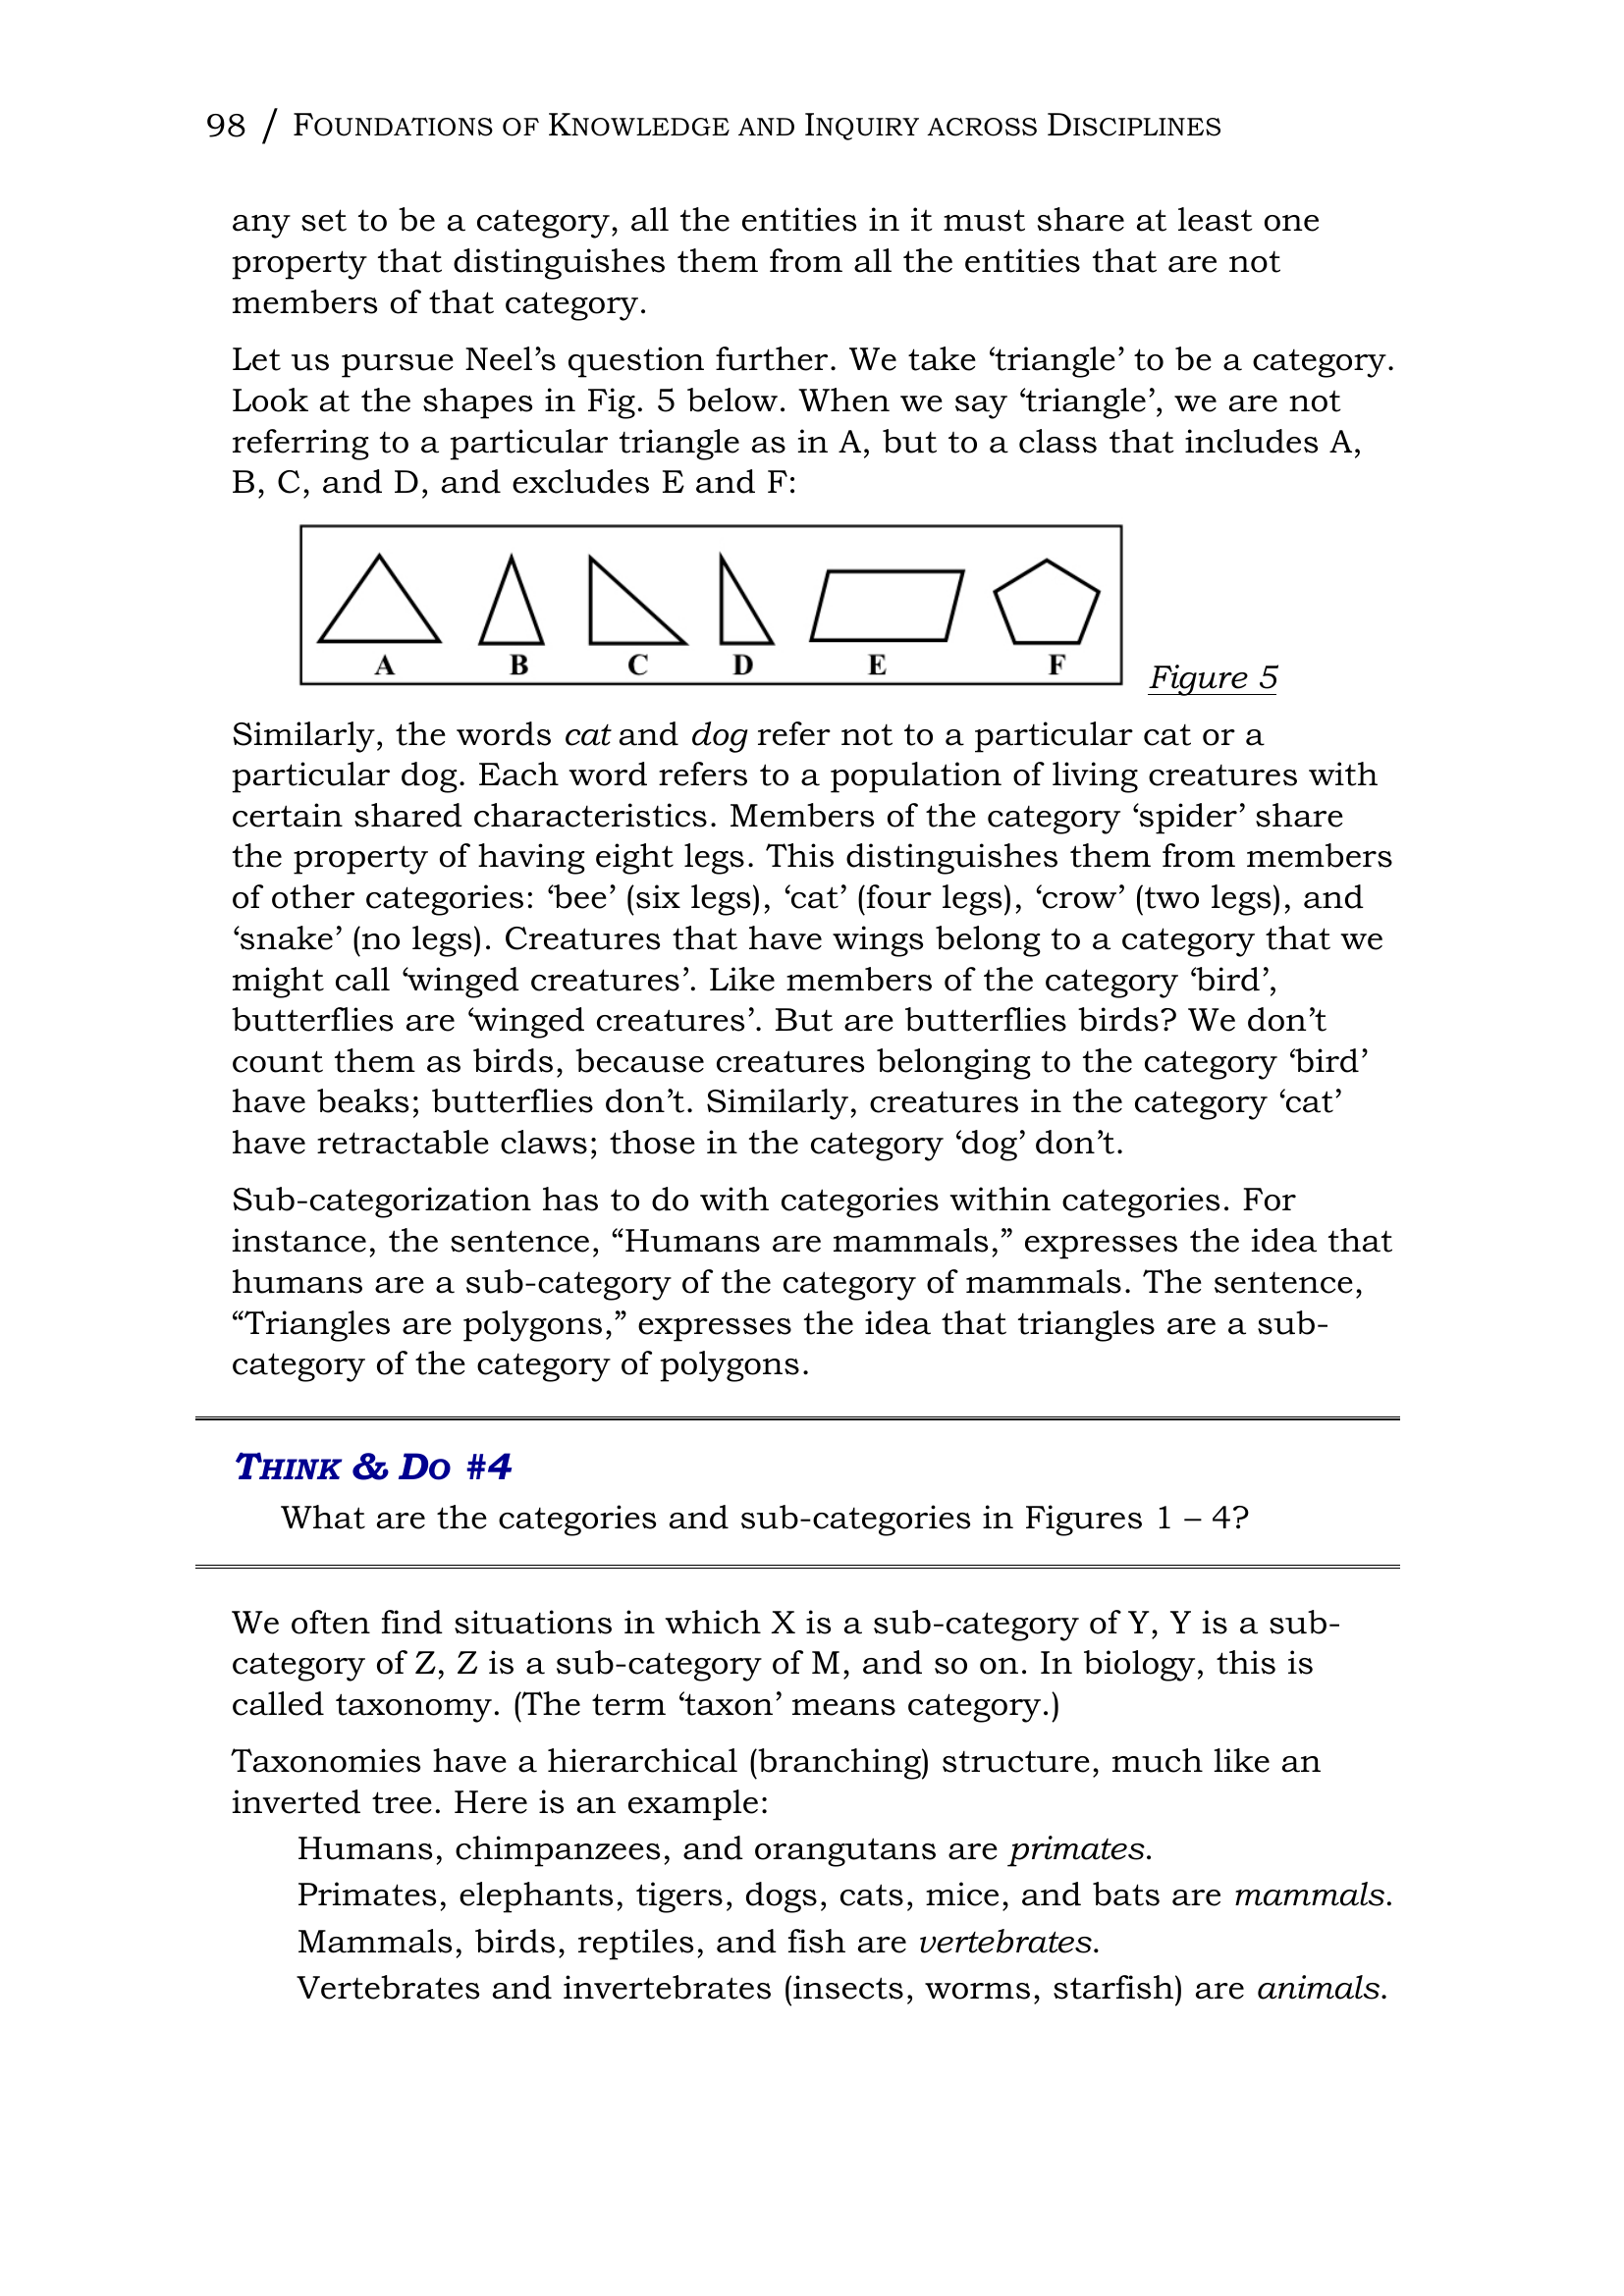 98 / FOUNDATIONS OF KNOWLEDGE AND INQUIRY ACROSS DISCIPLINES
any set to be a category, all the entities in it must share at least one
property that distinguishes them from all the entities that are not
members of that category.
Let us pursue Neel’s question further. We take ‘triangle’ to be a category.
Look at the shapes in Fig. 5 below. When we say ‘triangle’, we are not
referring to a particular triangle as in A, but to a class that includes A,
B, C, and D, and excludes E and F:
A B C D E F
Figure 5
Similarly, the words cat and dog refer not to a particular cat or a
particular dog. Each word refers to a population of living creatures with
certain shared characteristics. Members of the category ‘spider’ share
the property of having eight legs. This distinguishes them from members
of other categories: ‘bee’ (six legs), ‘cat’ (four legs), ‘crow’ (two legs), and
‘snake’ (no legs). Creatures that have wings belong to a category that we
might call ‘winged creatures’. Like members of the category ‘bird’,
butterflies are ‘winged creatures’. But are butterflies birds? We don’t
count them as birds, because creatures belonging to the category ‘bird’
have beaks; butterflies don’t. Similarly, creatures in the category ‘cat’
have retractable claws; those in the category ‘dog’ don’t.
Sub-categorization has to do with categories within categories. For
instance, the sentence, “Humans are mammals,” expresses the idea that
humans are a sub-category of the category of mammals. The sentence,
“Triangles are polygons,” expresses the idea that triangles are a sub-
category of the category of polygons.
THINK & DO #4
What are the categories and sub-categories in Figures 1 – 4?
We often find situations in which X is a sub-category of Y, Y is a sub-
category of Z, Z is a sub-category of M, and so on. In biology, this is
called taxonomy. (The term ‘taxon’ means category.)
Taxonomies have a hierarchical (branching) structure, much like an
inverted tree. Here is an example:
Humans, chimpanzees, and orangutans are primates.
Primates, elephants, tigers, dogs, cats, mice, and bats are mammals.
Mammals, birds, reptiles, and fish are vertebrates.
Vertebrates and invertebrates (insects, worms, starfish) are animals.